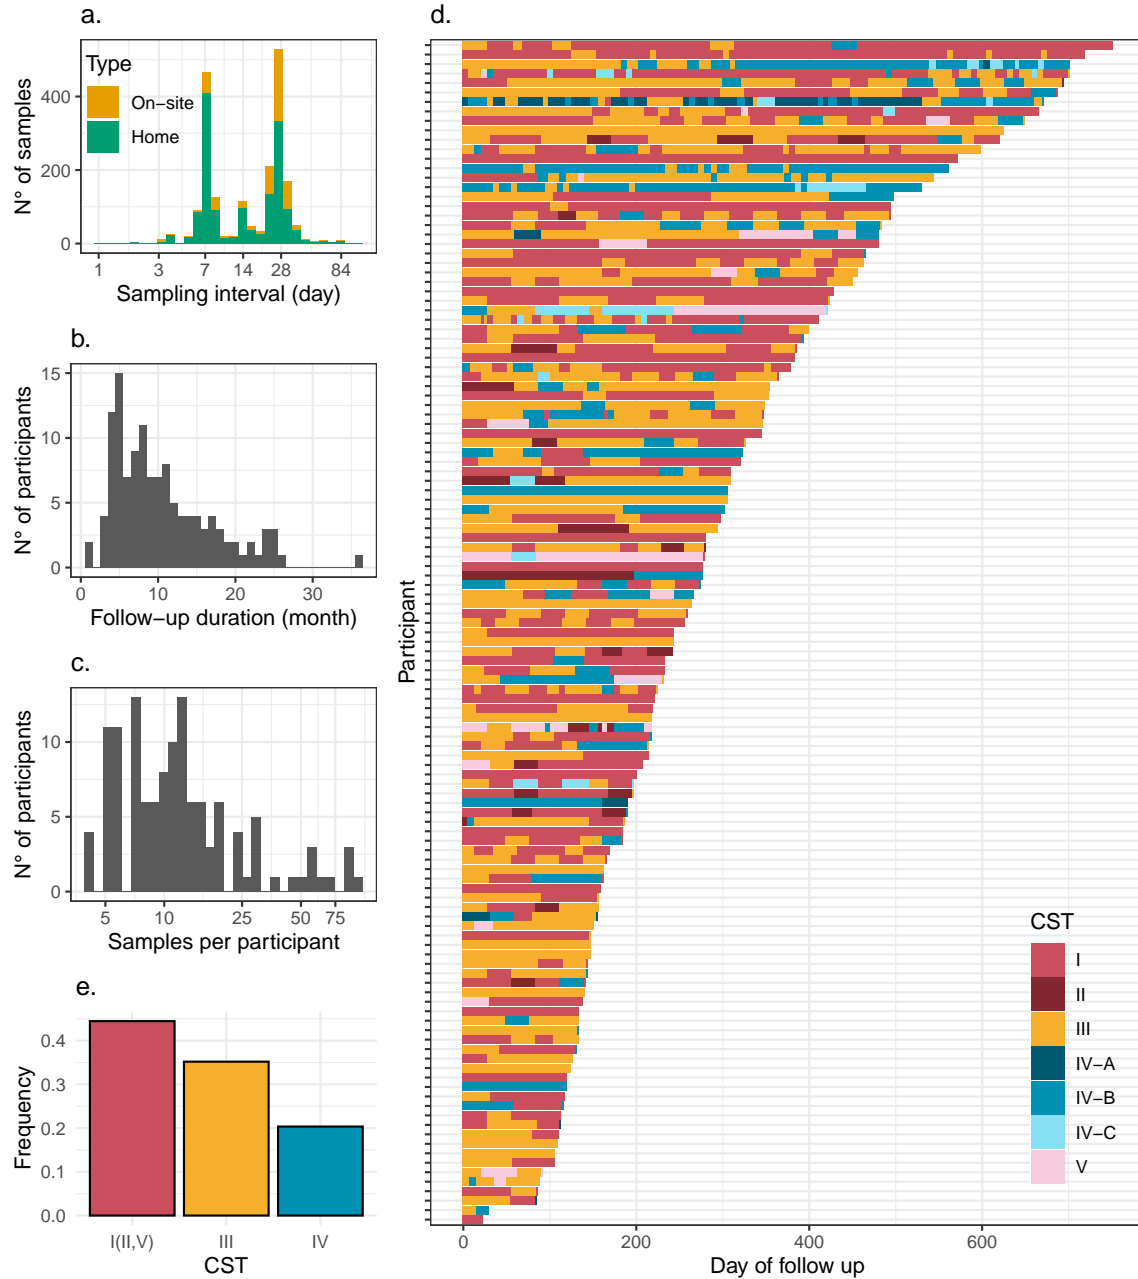 a.
Type
On−site
Home
N° of samples
400
200
0
1 3 7 14 28 84
Sampling interval (day)
b.
N° of participants
15
10
5
0
0 10 20 30
Follow−up duration (month)
c.
N° of participants
10
5
0
5 10 25 50 75
Samples per participant
e.
Frequency
0.4
0.3
0.2
0.1
0.0
I(II,V) III IV
CST
d.
Participant
CST
I
II
III
IV−A
IV−B
IV−C
V
0 200 400 600
Day of follow up